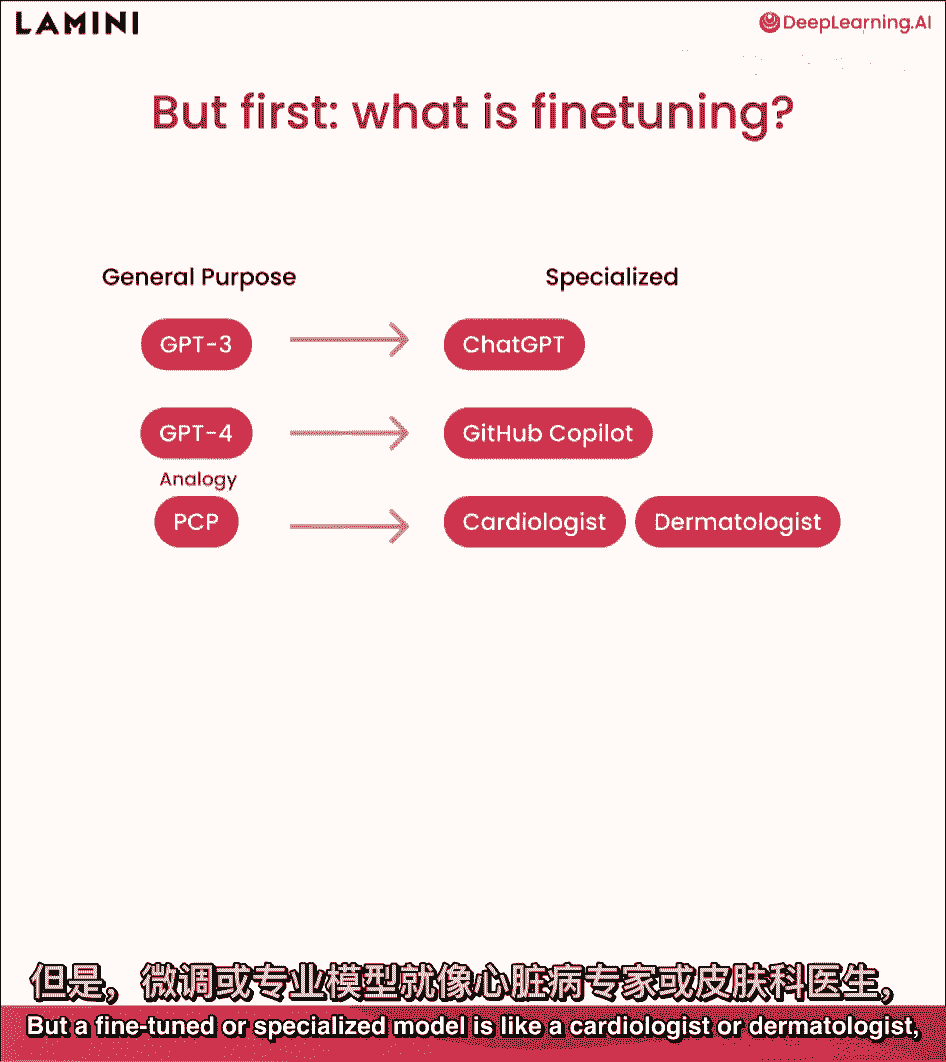 LAMINI
DeepLearning.AI
But first: what is finetuning?
General Purpose
Specialized
GPT-3
ChatGPT
GPT-4
GitHub Copilot
Analogy
PCP
Cardiologist
Dermatologist
但是，微调或专业模型就像心脏病专家或皮肤科医生，
But a fine-tuned or specialized model is like a cardiologist or dermatologist,